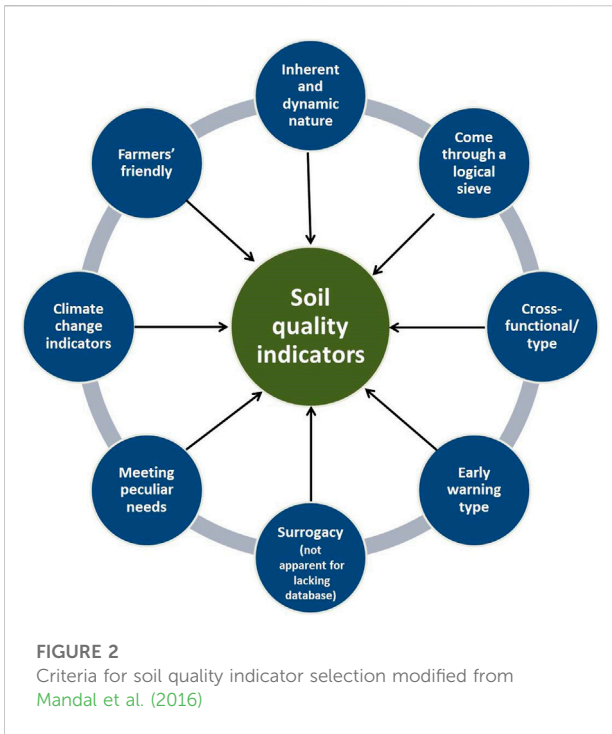 Inherent
and
dynamic
nature
Come
through a
logical
sieve
Cross-
functional/
type
Early
warning
type
Surrogacy
(not
apparent for
lacking
database)
Meeting
peculiar
needs
Climate
change
indicators
Farmers’
friendly
Soil
quality
indicators
FIGURE 2
Criteria for soil quality indicator selection modified from
Mandal et al. (2016)